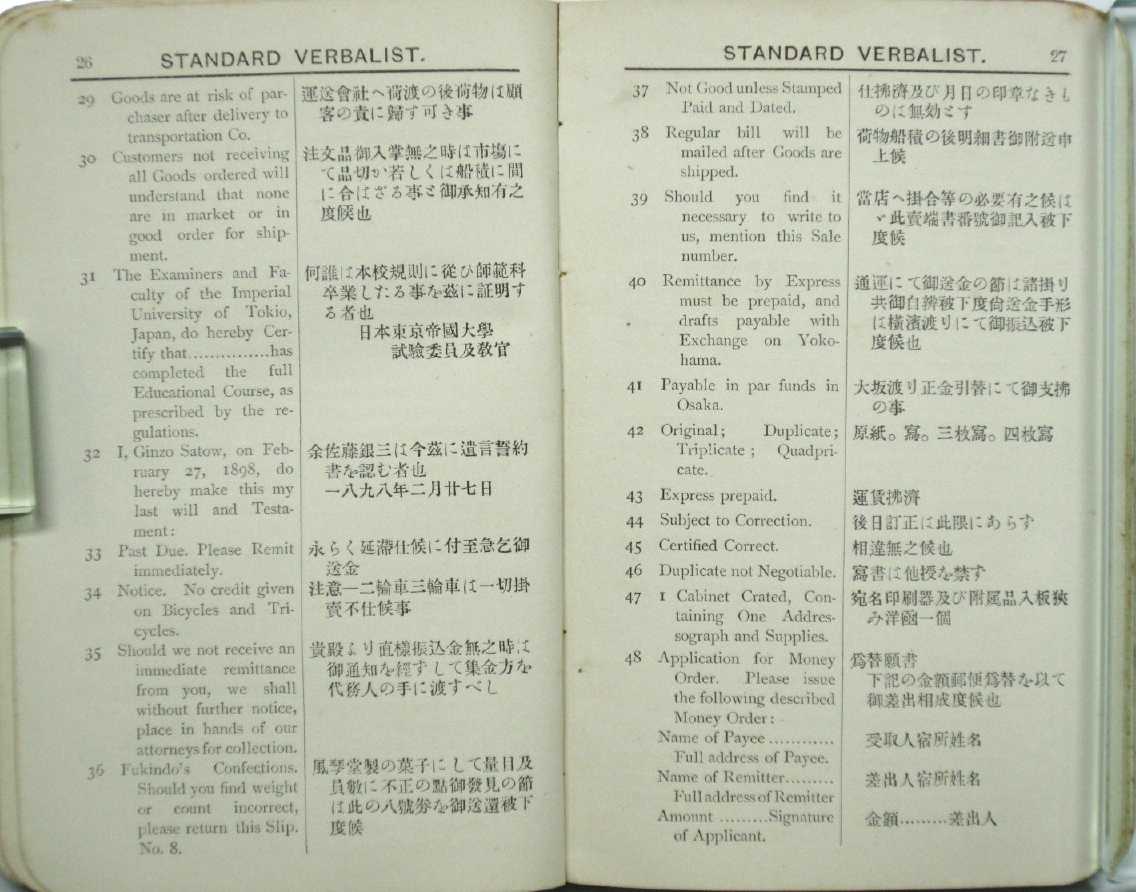 26 STANDARD VERBALIST.
29 Goods are at risk of par-
chaser after delivery to
transportation Co.
運送會社へ荷渡の後荷物は顧
客の責に歸す可き事
30 Customers not receiving
all Goods ordered will
understand that none
are in market or in
good order for ship-
ment.
注文品御入掌無之時は市塲に
て品切か若しくは船積に間
に合はざる事と御承知有之
度候也
31 The Examiners and Fa-
culty of the Imperial
University of Tokio,
Japan, do hereby Cer-
tify that...............has
completed the full
Educational Course, as
prescribed by the re-
gulations.
何誰は本校規則に從ひ師範科
卒業したる事を茲に証明す
る者也
日本東京帝國大學
試驗委員及敎官
32 I, Ginzo Satow, on Feb-
ruary 27, 1898, do
hereby make this my
last will and Testa-
ment:
余佐藤銀三は今茲に遺言誓約
書を認む者也
一八九八年二月廿七日
33 Past Due. Please Remit
immediately.
永らく延滯仕候に付至急乞御
送金
34 Notice. No credit given
on Bicycles and Tri-
cycles.
注意一二輪車三輪車は一切掛
賣不仕候事
35 Should we not receive an
immediate remittance
from you, we shall
without further notice,
place in hands of our
attorneys for collection.
貴殿より直樣振込金無之時は
御通知を經ずして集金方を
代務人の手に渡すべし
36 Fukindo's Confections.
Should you find weight
or count incorrect,
please return this Slip.
No. 8.
風琴堂製の菓子にして量目及
員數に不正の點御發見の節
は此の八號劵を御送還被下
度候
STANDARD VERBALIST. 27
37 Not Good unless Stamped
Paid and Dated.
仕拂濟及び月日の印章なきも
のは無効とす
38 Regular bill will be
mailed after Goods are
shipped.
荷物船積の後明細書御附送申
上候
39 Should you find it
necessary to write to
us, mention this Sale
number.
當店へ掛合等の必要有之候は
ゞ此賣端書番號御記入被下
度候
40 Remittance by Express
must be prepaid, and
drafts payable with
Exchange on Yoko-
hama.
通運にて御送金の節は諸掛り
共御自辨被下度尙送金手形
は橫濱渡りにて御振込被下
度候也
41 Payable in par funds in
Osaka.
大坂渡り正金引替にて御支拂
の事
42 Original; Duplicate;
Triplicate; Quadpri-
cate.
原紙。寫。三枚寫。四枚寫
43 Express prepaid.
運賃拂濟
44 Subject to Correction.
後日訂正は此限にあらず
45 Certified Correct.
相違無之候也
46 Duplicate not Negotiable.
寫書は他授を禁ず
47 1 Cabinet Crated, Con-
taining One Addres-
sograph and Supplies.
宛名印刷器及び附属品入板狹
み洋凾一個
48 Application for Money
Order. Please issue
the following described
Money Order:
爲替願書
下記の金額郵便爲替を以て
御差出相成度候也
Name of Payee............
Full address of Payee.
受取人宿所姓名
Name of Remitter.........
Full address of Remitter
差出人宿所姓名
Amount .........Signature
of Applicant.
金額.........差出人